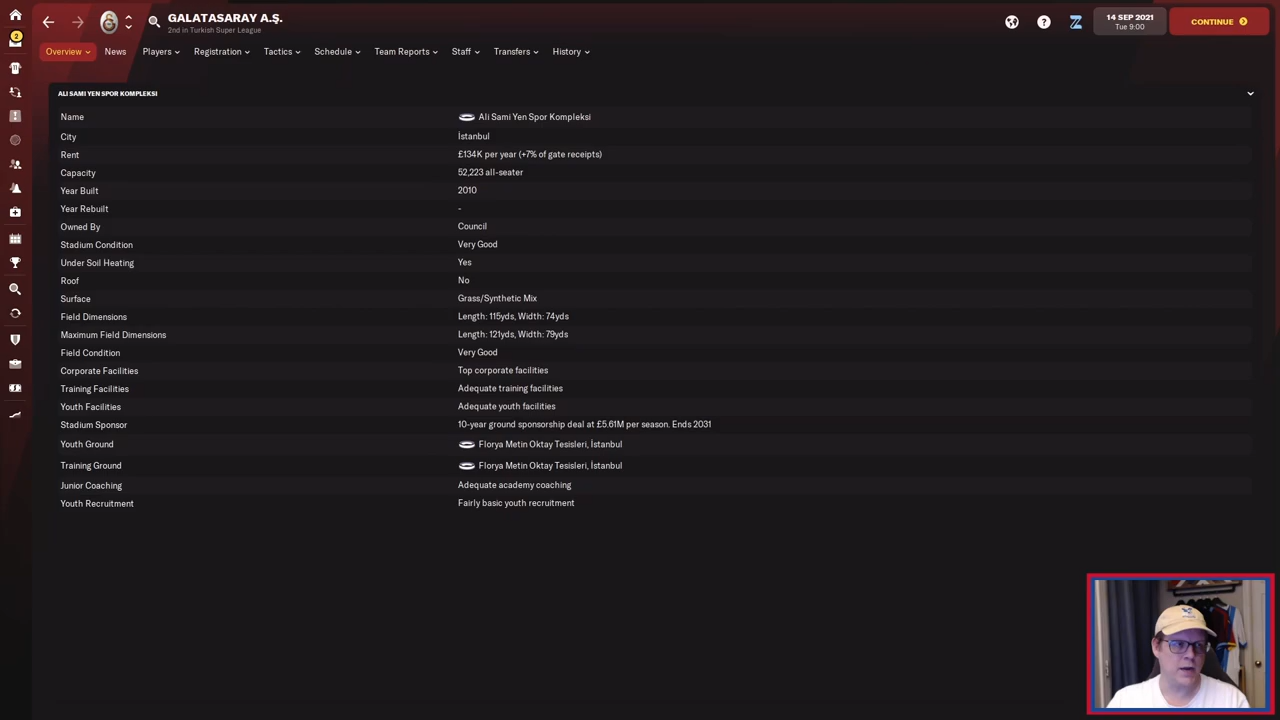 GALATASARAY A.Ş.
2nd in Turkish Super League
14 SEP 2021
Tue 9:00
CONTINUE
2
Overview
News
Players
Registration
Tactics
Schedule
Team Reports
Staff
Transfers
History
ALI SAMI YEN SPOR KOMPLEKSI
Name Ali Sami Yen Spor Kompleksi
City İstanbul
Rent £134K per year (+7% of gate receipts)
Capacity 52,223 all-seater
Year Built 2010
Year Rebuilt -
Owned By Council
Stadium Condition Very Good
Under Soil Heating Yes
Roof No
Surface Grass/Synthetic Mix
Field Dimensions Length: 115yds, Width: 74yds
Maximum Field Dimensions Length: 121yds, Width: 79yds
Field Condition Very Good
Corporate Facilities Top corporate facilities
Training Facilities Adequate training facilities
Youth Facilities Adequate youth facilities
Stadium Sponsor 10-year ground sponsorship deal at £5.61M per season. Ends 2031
Youth Ground Florya Metin Oktay Tesisleri, İstanbul
Training Ground Florya Metin Oktay Tesisleri, İstanbul
Junior Coaching Adequate academy coaching
Youth Recruitment Fairly basic youth recruitment